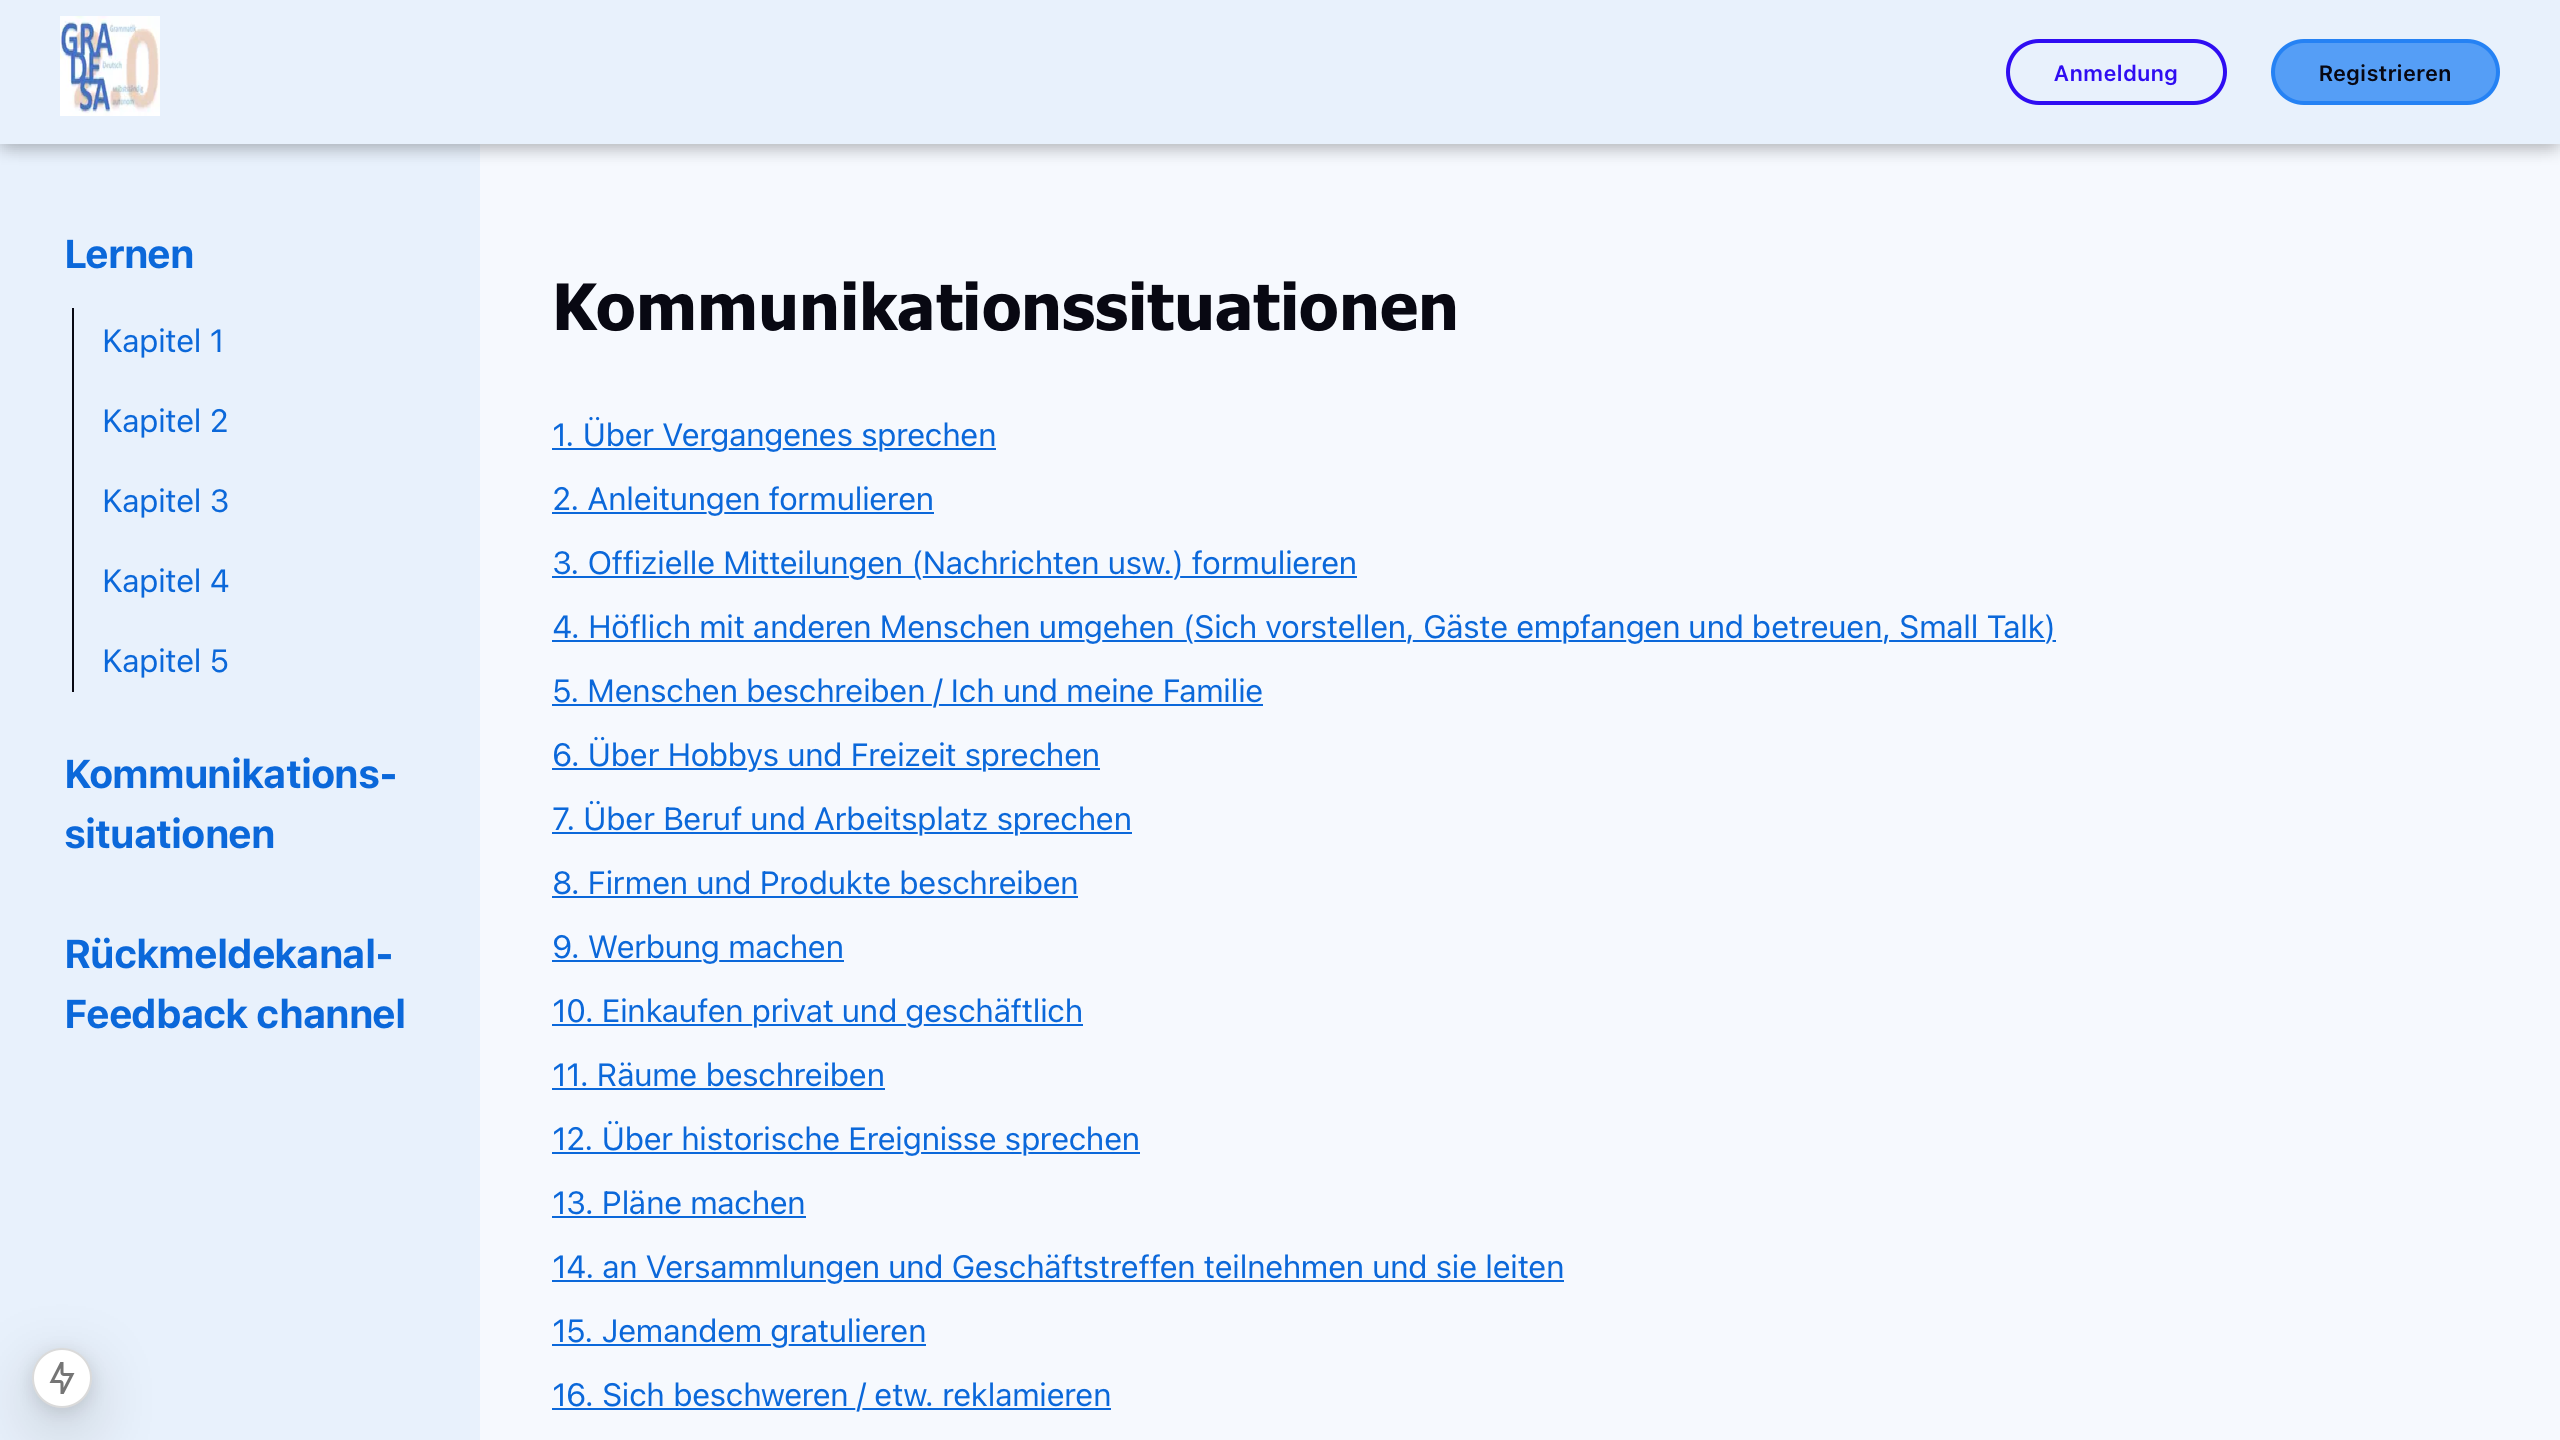 GRA
DE
SA
2.0
Grammatik
Deutsch
Anmeldung
Registrieren
Lernen
Kapitel 1
Kapitel 2
Kapitel 3
Kapitel 4
Kapitel 5
Kommunikations-
situationen
Rückmeldekanal-
Feedback channel
Kommunikationssituationen
1. Über Vergangenes sprechen
2. Anleitungen formulieren
3. Offizielle Mitteilungen (Nachrichten usw.) formulieren
4. Höflich mit anderen Menschen umgehen (Sich vorstellen, Gäste empfangen und betreuen, Small Talk)
5. Menschen beschreiben / Ich und meine Familie
6. Über Hobbys und Freizeit sprechen
7. Über Beruf und Arbeitsplatz sprechen
8. Firmen und Produkte beschreiben
9. Werbung machen
10. Einkaufen privat und geschäftlich
11. Räume beschreiben
12. Über historische Ereignisse sprechen
13. Pläne machen
14. an Versammlungen und Geschäftstreffen teilnehmen und sie leiten
15. Jemandem gratulieren
16. Sich beschweren / etw. reklamieren